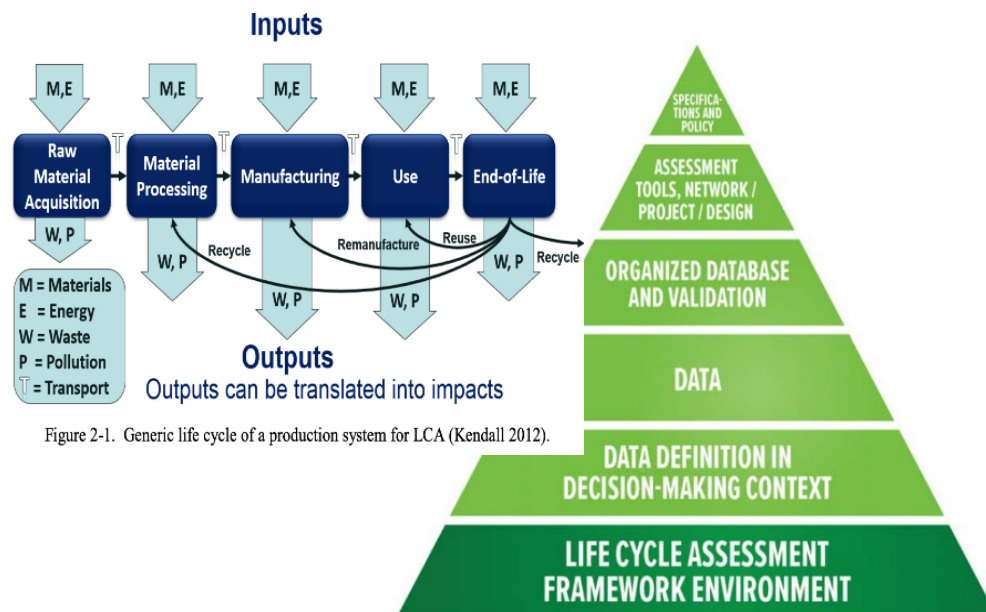 Inputs
M,E
M,E
M,E
M,E
M,E
Raw
Material
Acquisition
T
Material
Processing
T
Manufacturing
T
Use
T
End-of-Life
W, P
W, P
W, P
W, P
W, P
Recycle
Remanufacture
Reuse
Recycle
M = Materials
E = Energy
W = Waste
P = Pollution
T = Transport
Outputs
Outputs can be translated into impacts
Figure 2-1. Generic life cycle of a production system for LCA (Kendall 2012).
SPECIFICA-
TIONS AND
POLICY
ASSESSMENT
TOOLS, NETWORK /
PROJECT / DESIGN
ORGANIZED DATABASE
AND VALIDATION
DATA
DATA DEFINITION IN
DECISION-MAKING CONTEXT
LIFE CYCLE ASSESSMENT
FRAMEWORK ENVIRONMENT